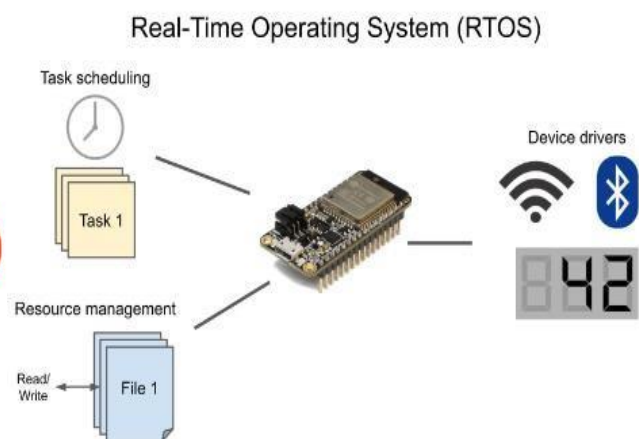 Real-Time Operating System (RTOS)
Task scheduling
Task 1
Device drivers
42
Resource management
Read/
Write
File 1